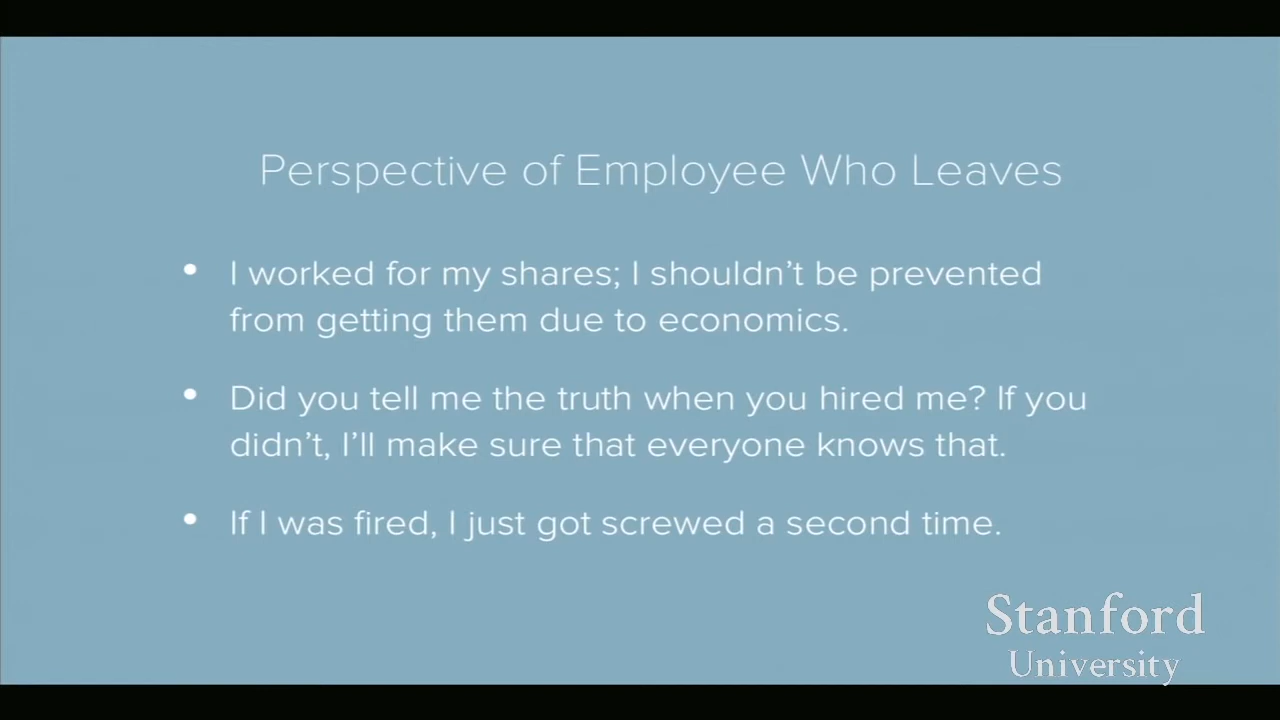 Perspective of Employee Who Leaves
• I worked for my shares; I shouldn’t be prevented
from getting them due to economics.
• Did you tell me the truth when you hired me? If you
didn’t, I’ll make sure that everyone knows that.
• If I was fired, I just got screwed a second time.
Stanford
University